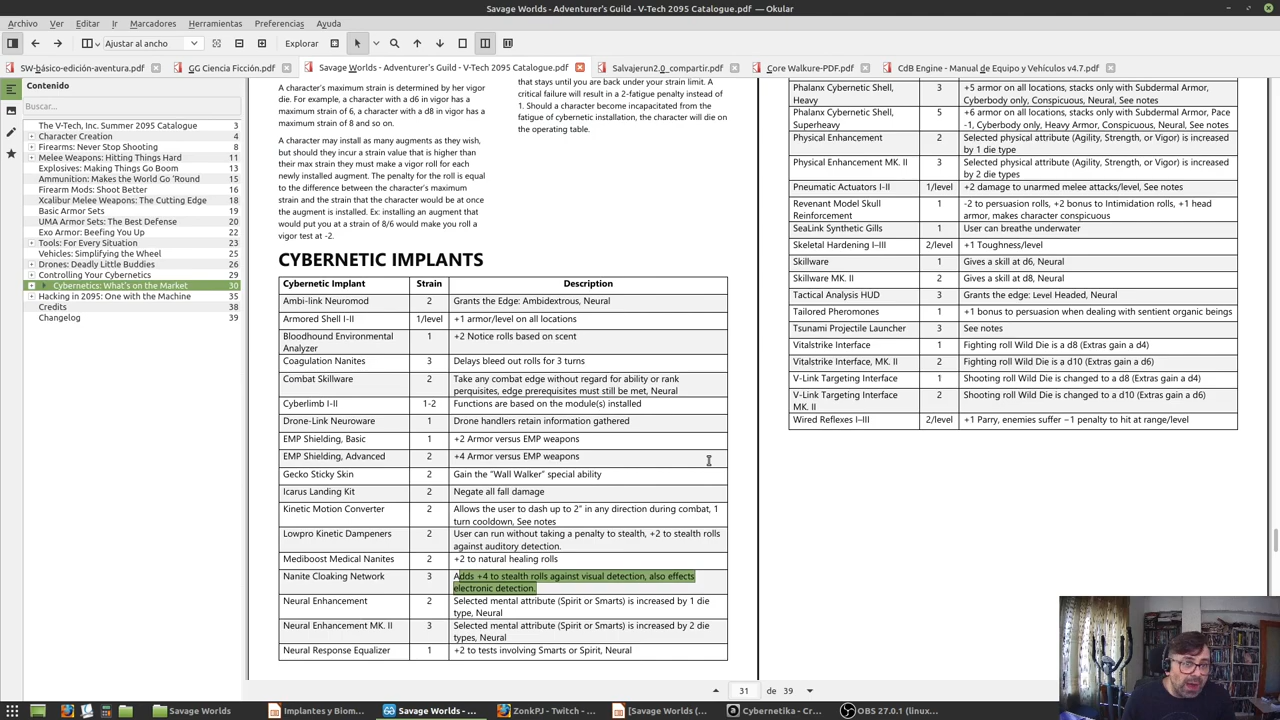 Savage Worlds - Adventurer's Guild - V-Tech 2095 Catalogue.pdf — Okular
Archivo Ver Editar Ir Marcadores Herramientas Preferencias Ayuda
Ajustar al ancho Explorar
SW-básico-edición-aventura.pdf GG Ciencia Ficción.pdf Savage Worlds - Adventurer's Guild - V-Tech 2095 Catalogue.pdf Salvajerun2.0_compartir.pdf Core Walkure-PDF.pdf CdB Engine - Manual de Equipo y Vehículos v4.7.pdf
Contenido
Buscar...
The V-Tech, Inc. Summer 2095 Catalogue 3
Character Creation 4
Firearms: Never Stop Shooting 8
Melee Weapons: Hitting Things Hard 11
Explosives: Making Things Go Boom 13
Ammunition: Makes the World Go 'Round 15
Firearm Mods: Shoot Better 16
Xcalibur Melee Weapons: The Cutting Edge 18
Basic Armor Sets 19
UMA Armor Sets: The Best Defense 20
Exo Armor: Beefing You Up 22
Tools: For Every Situation 23
Vehicles: Simplifying the Wheel 25
Drones: Deadly Little Buddies 26
Controlling Your Cybernetics 29
Cybernetics: What's on the Market 30
Hacking in 2095: One with the Machine 35
Credits 38
Changelog 39
A character's maximum strain is determined by her vigor
die. For example, a character with a d6 in vigor has a
maximum strain of 6, a character with a d8 in vigor has a
maximum strain of 8 and so on.
A character may install as many augments as they wish,
but should they incur a strain value that is higher than
their max strain they must make a vigor roll for each
newly installed augment. The penalty for the roll is equal
to the difference between the character's maximum
strain and the strain that the character would be at once
the augment is installed. Ex: installing an augment that
would put you at a strain of 8/6 would make you roll a
vigor test at -2.
that stays until you are back under your strain limit. A
critical failure will result in a 2-fatigue penalty instead of
1. Should a character become incapacitated from the
fatigue of cybernetic installation, the character will die on
the operating table.
CYBERNETIC IMPLANTS
Cybernetic Implant Strain Description
Ambi-link Neuromod 2 Grants the Edge: Ambidextrous, Neural
Armored Shell I-II 1/level +1 armor/level on all locations
Bloodhound Environmental 1 +2 Notice rolls based on scent
Analyzer
Coagulation Nanites 3 Delays bleed out rolls for 3 turns
Combat Skillware 2 Take any combat edge without regard for ability or rank
perquisites, edge prerequisites must still be met, Neural
Cyberlimb I-II 1-2 Functions are based on the module(s) installed
Drone-Link Neuroware 1 Drone handlers retain information gathered
EMP Shielding, Basic 1 +2 Armor versus EMP weapons
EMP Shielding, Advanced 2 +4 Armor versus EMP weapons
Gecko Sticky Skin 2 Gain the "Wall Walker" special ability
Icarus Landing Kit 2 Negate all fall damage
Kinetic Motion Converter 2 Allows the user to dash up to 2" in any direction during combat, 1
turn cooldown, See notes
Lowpro Kinetic Dampeners 2 User can run without taking a penalty to stealth, +2 to stealth rolls
against auditory detection.
Mediboost Medical Nanites 2 +2 to natural healing rolls
Nanite Cloaking Network 3 Adds +4 to stealth rolls against visual detection, also effects
electronic detection.
Neural Enhancement 2 Selected mental attribute (Spirit or Smarts) is increased by 1 die
type, Neural
Neural Enhancement MK. II 3 Selected mental attribute (Spirit or Smarts) is increased by 2 die
types, Neural
Neural Response Equalizer 1 +2 to tests involving Smarts or Spirit, Neural
Phalanx Cybernetic Shell, 3 +5 armor on all locations, stacks only with Subdermal Armor,
Heavy Cyberbody only, Conspicuous, Neural, See notes
Phalanx Cybernetic Shell, 5 +6 armor on all locations, stacks only with Subdermal Armor, Pace
Superheavy -1, Cyberbody only, Heavy Armor, Conspicuous, Neural, See notes
Physical Enhancement 2 Selected physical attribute (Agility, Strength, or Vigor) is increased
by 1 die type
Physical Enhancement MK. II 3 Selected physical attribute (Agility, Strength, or Vigor) is increased
by 2 die types
Pneumatic Actuators I-II 1/level +2 damage to unarmed melee attacks/level, See notes
Revenant Model Skull 1 -2 to persuasion rolls, +2 bonus to Intimidation rolls, +1 head
Reinforcement armor, makes character conspicuous
SeaLink Synthetic Gills 1 User can breathe underwater
Skeletal Hardening I–III 2/level +1 Toughness/level
Skillware 1 Gives a skill at d6, Neural
Skillware MK. II 2 Gives a skill at d8, Neural
Tactical Analysis HUD 3 Grants the edge: Level Headed, Neural
Tailored Pheromones 1 +1 bonus to persuasion when dealing with sentient organic beings
Tsunami Projectile Launcher 3 See notes
Vitalstrike Interface 1 Fighting roll Wild Die is a d8 (Extras gain a d4)
Vitalstrike Interface, MK. II 2 Fighting roll Wild Die is a d10 (Extras gain a d6)
V-Link Targeting Interface 1 Shooting roll Wild Die is changed to a d8 (Extras gain a d4)
V-Link Targeting Interface 2 Shooting roll Wild Die is changed to a d10 (Extras gain a d6)
MK. II
Wired Reflexes I–III 2/level +1 Parry, enemies suffer −1 penalty to hit at range/level
31 de 39
Savage Worlds Implantes y Biom... Savage Worlds - ... ZonkPJ - Twitch - ... [Savage Worlds (... Cybernetika - Cr... OBS 27.0.1 (linux...